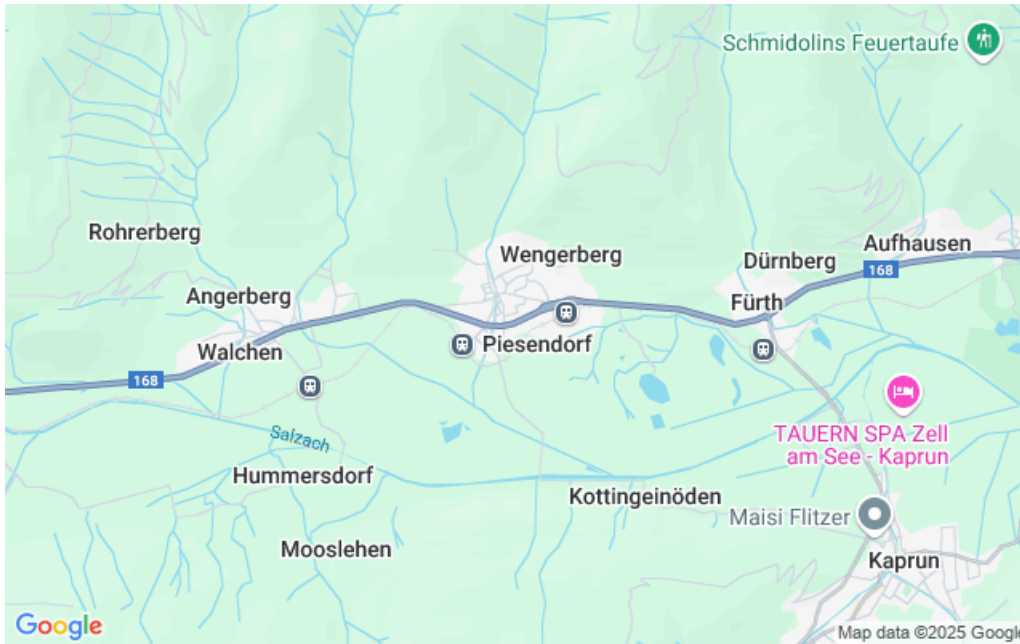 Schmidolins Feuertaufe
Rohrerberg
Wengerberg
Aufhausen
Dürnberg
168
Angerberg
Fürth
Walchen
Piesendorf
168
TAUERN SPA Zell
am See - Kaprun
Salzach
Hummersdorf
Kottingeinöden
Maisi Flitzer
Mooslehen
Kaprun
Google
Map data ©2025 Google